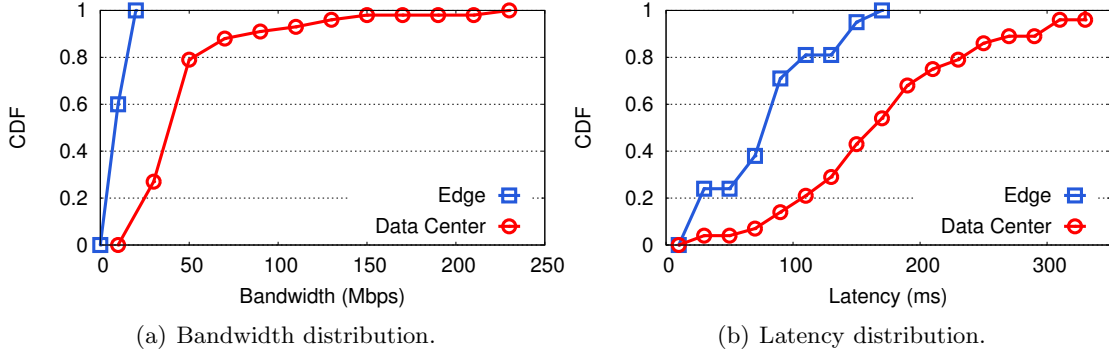 CDF
1
0.8
0.6
0.4
0.2
0
Edge
Data Center
0 50 100 150 200 250
Bandwidth (Mbps)
(a) Bandwidth distribution.
CDF
1
0.8
0.6
0.4
0.2
0
Edge
Data Center
0 100 200 300
Latency (ms)
(b) Latency distribution.